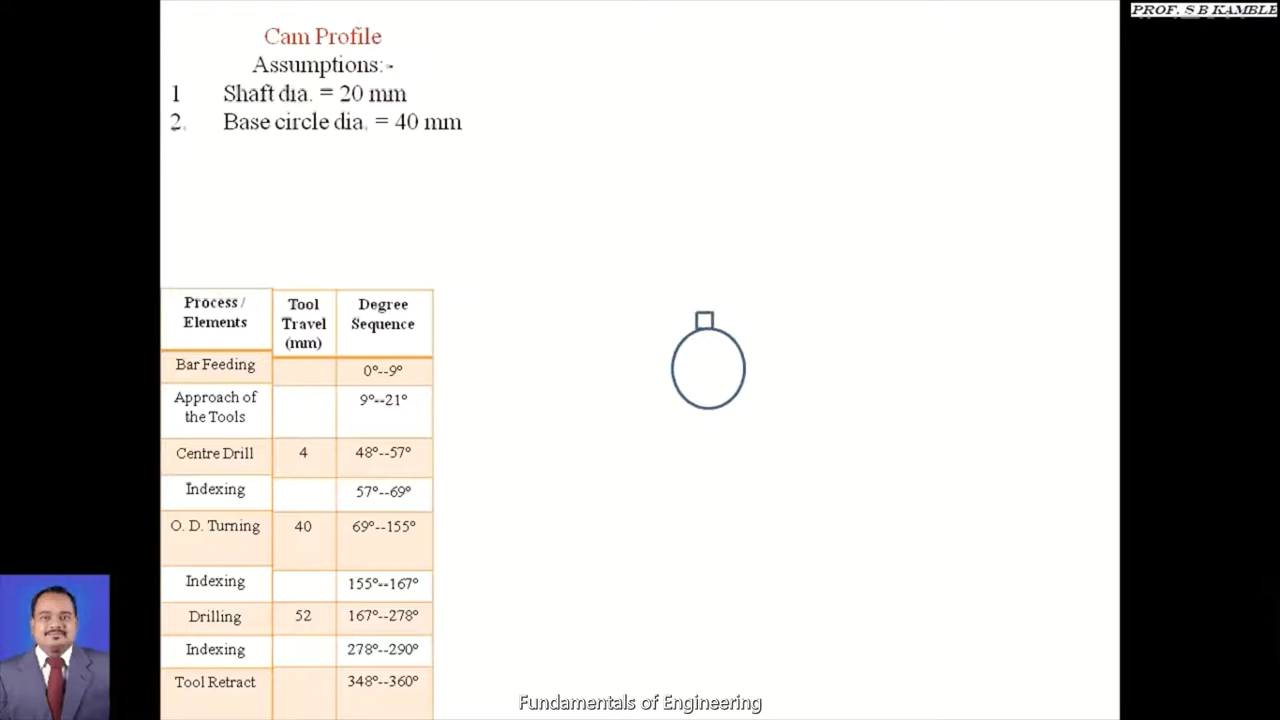 PROF. S B KAMBLE
Cam Profile
Assumptions:-
1 Shaft dia. = 20 mm
2. Base circle dia. = 40 mm
Process / Elements Tool Travel (mm) Degree Sequence
Bar Feeding 0°--9°
Approach of the Tools 9°--21°
Centre Drill 4 48°--57°
Indexing 57°--69°
O. D. Turning 40 69°--155°
Indexing 155°--167°
Drilling 52 167°--278°
Indexing 278°--290°
Tool Retract 348°--360°
Fundamentals of Engineering